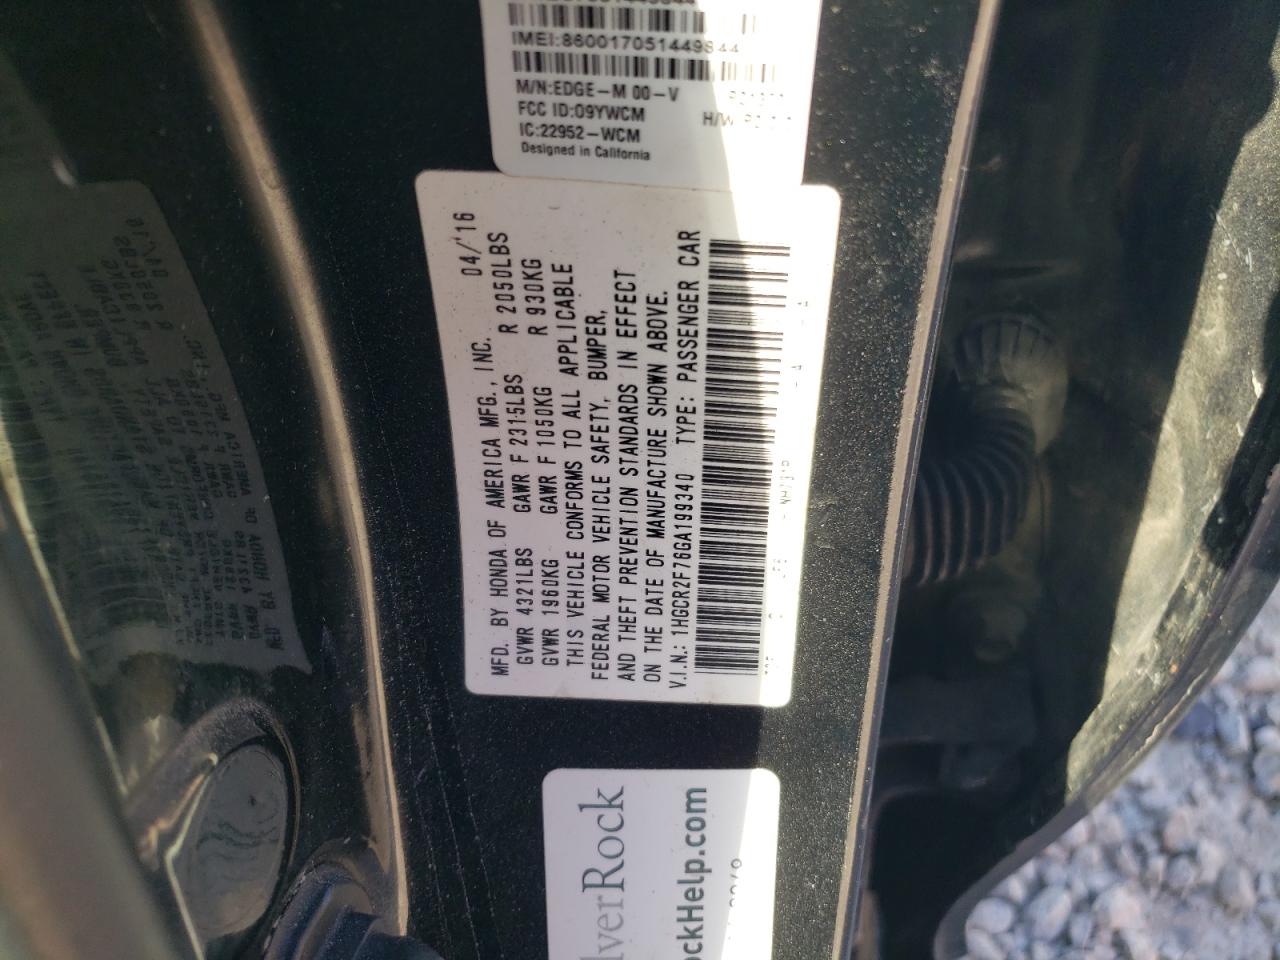 IMEI:860017051449844
M/N:EDGE-M 00-V
FCC ID:09YWCM
H/W
IC:22952-WCM
Designed in California
MFD. BY HONDA OF AMERICA MFG., INC. 04/'16
GVWR 4321LBS GAWR F 2315LBS R 2050LBS
GVWR 1960KG GAWR F 1050KG R 930KG
THIS VEHICLE CONFORMS TO ALL APPLICABLE
FEDERAL MOTOR VEHICLE SAFETY, BUMPER,
AND THEFT PREVENTION STANDARDS IN EFFECT
ON THE DATE OF MANUFACTURE SHOWN ABOVE.
V.I.N.: 1HGCR2F76GA199340 TYPE: PASSENGER CAR
lverRock
ockHelp.com